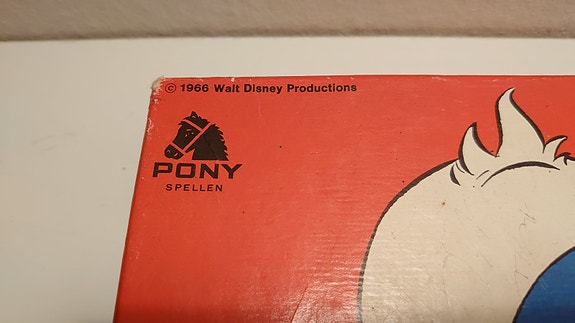 © 1966 Walt Disney Productions
PONY
SPELLEN